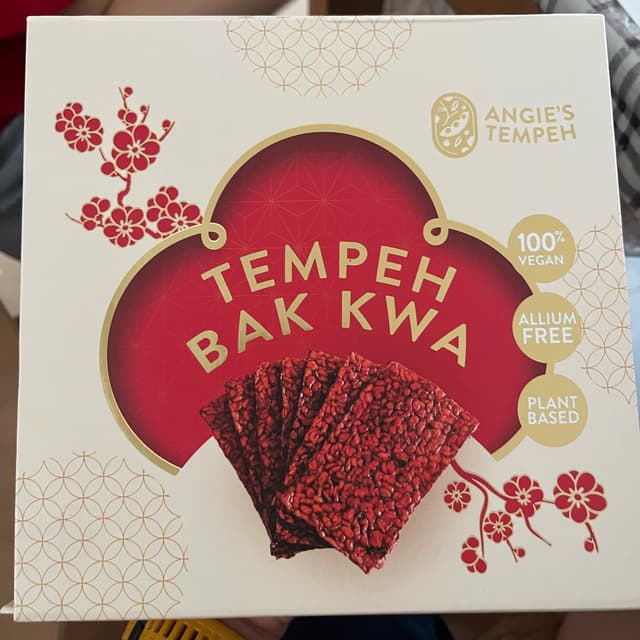 ANGIE'S
TEMPEH
TEMPEH
BAK KWA
100%
VEGAN
ALLIUM
FREE
PLANT
BASED